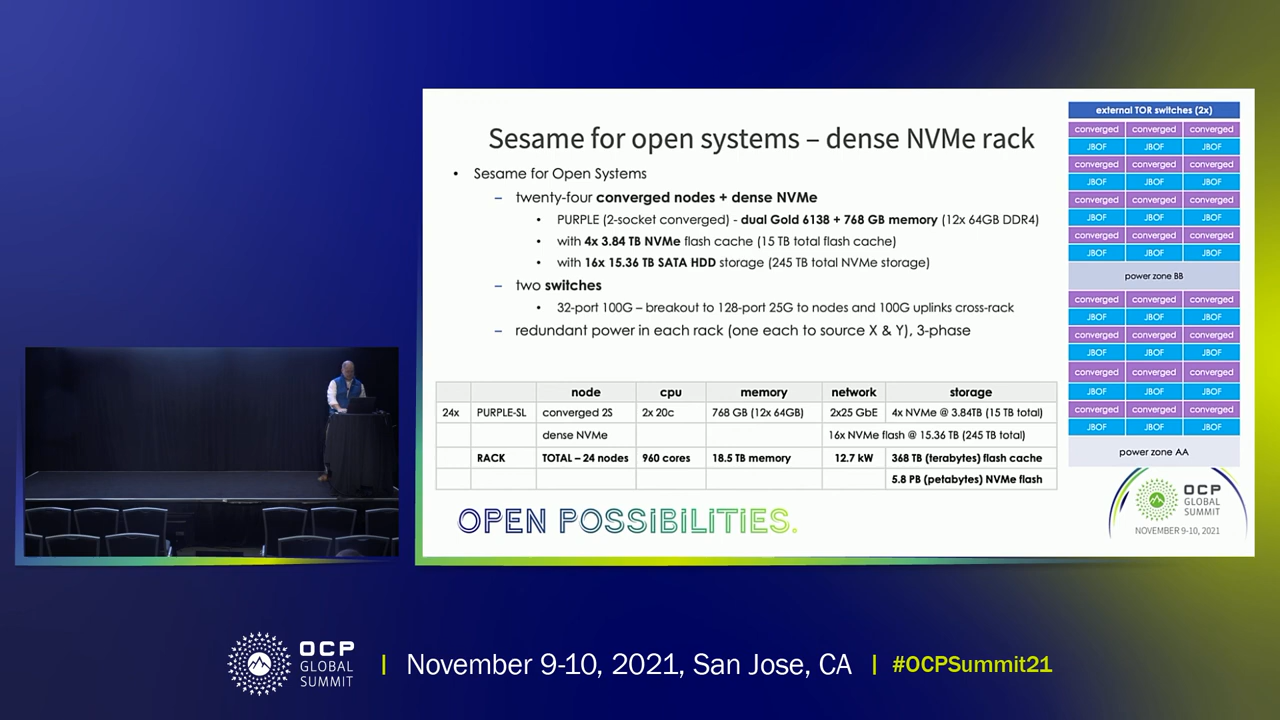 Sesame for open systems – dense NVMe rack
• Sesame for Open Systems
– twenty-four converged nodes + dense NVMe
• PURPLE (2-socket converged) - dual Gold 6138 + 768 GB memory (12x 64GB DDR4)
• with 4x 3.84 TB NVMe flash cache (15 TB total flash cache)
• with 16x 15.36 TB SATA HDD storage (245 TB total NVMe storage)
– two switches
• 32-port 100G – breakout to 128-port 25G to nodes and 100G uplinks cross-rack
– redundant power in each rack (one each to source X & Y), 3-phase
node cpu memory network storage
24x PURPLE-SL converged 2S 2x 20c 768 GB (12x 64GB) 2x25 GbE 4x NVMe @ 3.84TB (15 TB total)
dense NVMe 16x NVMe flash @ 15.36 TB (245 TB total)
RACK TOTAL – 24 nodes 960 cores 18.5 TB memory 12.7 kW 368 TB (terabytes) flash cache
5.8 PB (petabytes) NVMe flash
external TOR switches (2x)
converged converged converged
JBOF JBOF JBOF
converged converged converged
JBOF JBOF JBOF
converged converged converged
JBOF JBOF JBOF
converged converged converged
JBOF JBOF JBOF
power zone BB
converged converged converged
JBOF JBOF JBOF
converged converged converged
JBOF JBOF JBOF
converged converged converged
JBOF JBOF JBOF
converged converged converged
JBOF JBOF JBOF
power zone AA
OPEN POSSIBILITIES.
OCP
GLOBAL
SUMMIT
NOVEMBER 9-10, 2021
OCP
GLOBAL
SUMMIT
| November 9-10, 2021, San Jose, CA | #OCPSummit21